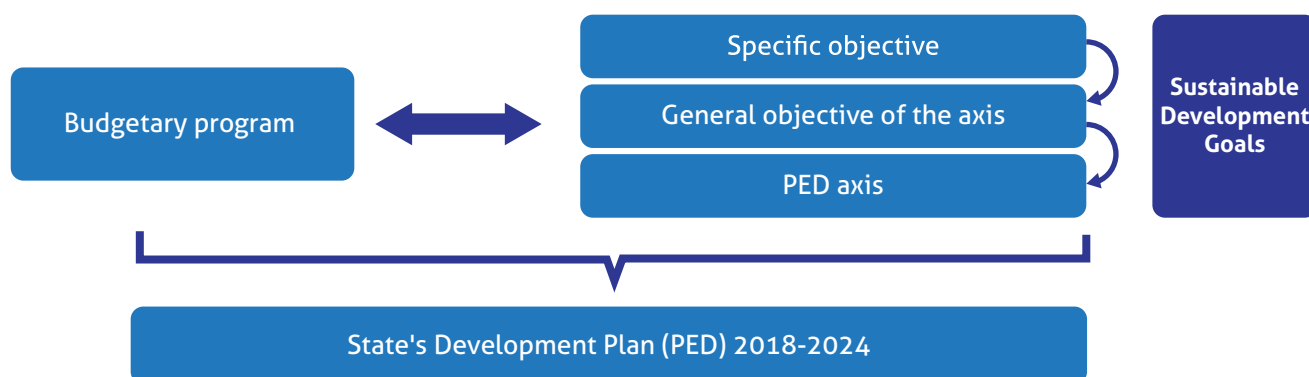 Specific objective
Budgetary program
General objective of the axis
PED axis
Sustainable
Development
Goals
State's Development Plan (PED) 2018-2024